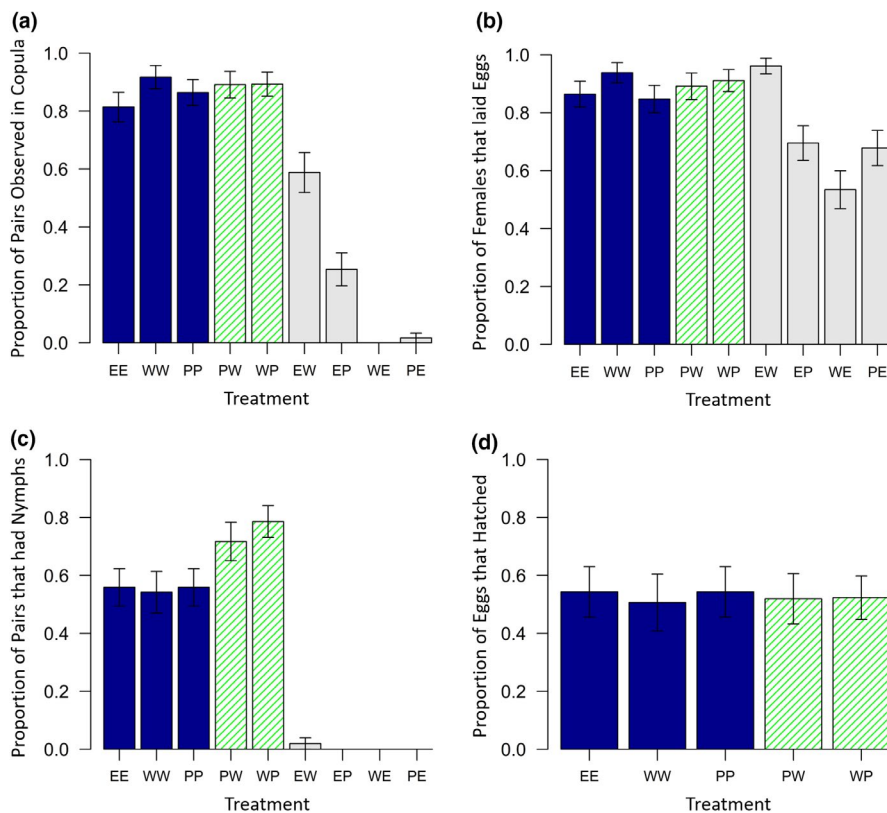 (a)
Proportion of Pairs Observed in Copula
1.0
0.8
0.6
0.4
0.2
0.0
EE WW PP PW WP EW EP WE PE
Treatment
(b)
Proportion of Females that laid Eggs
1.0
0.8
0.6
0.4
0.2
0.0
EE WW PP PW WP EW EP WE PE
Treatment
(c)
Proportion of Pairs that had Nymphs
1.0
0.8
0.6
0.4
0.2
0.0
EE WW PP PW WP EW EP WE PE
Treatment
(d)
Proportion of Eggs that Hatched
1.0
0.8
0.6
0.4
0.2
0.0
EE WW PP PW WP
Treatment